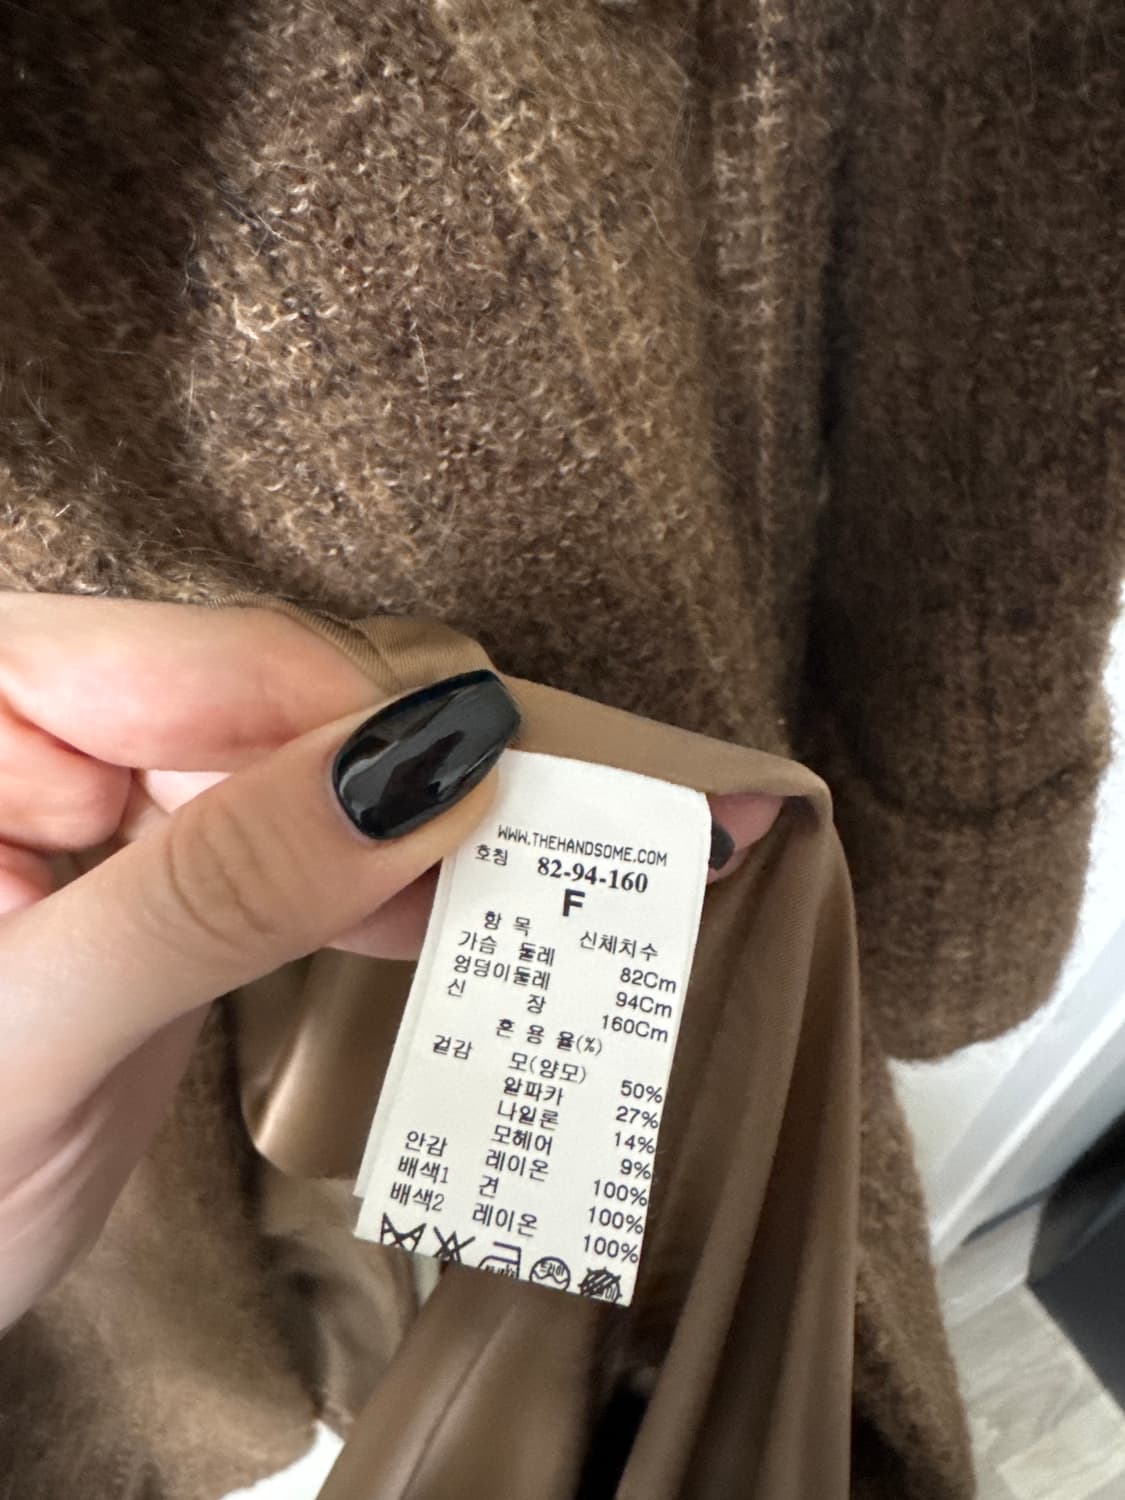 WWW.THEHANDSOME.COM
호칭 82-94-160
F
항 목 신체치수
가슴 둘레 82Cm
엉덩이둘레 94Cm
신 장 160Cm
혼 용 율(%)
겉감 모(양모) 50%
알파카 27%
나일론 14%
모헤어 9%
안감 레이온 100%
배색1 견 100%
배색2 레이온 100%
드라이